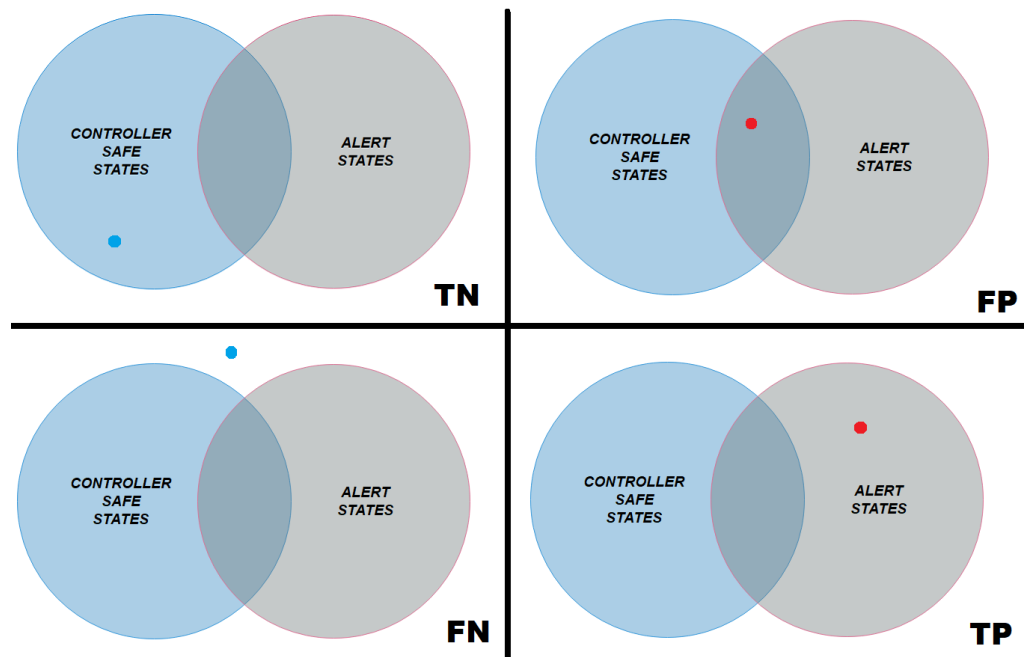 CONTROLLER
SAFE
STATES
ALERT
STATES
TN
CONTROLLER
SAFE
STATES
ALERT
STATES
FP
CONTROLLER
SAFE
STATES
ALERT
STATES
FN
CONTROLLER
SAFE
STATES
ALERT
STATES
TP